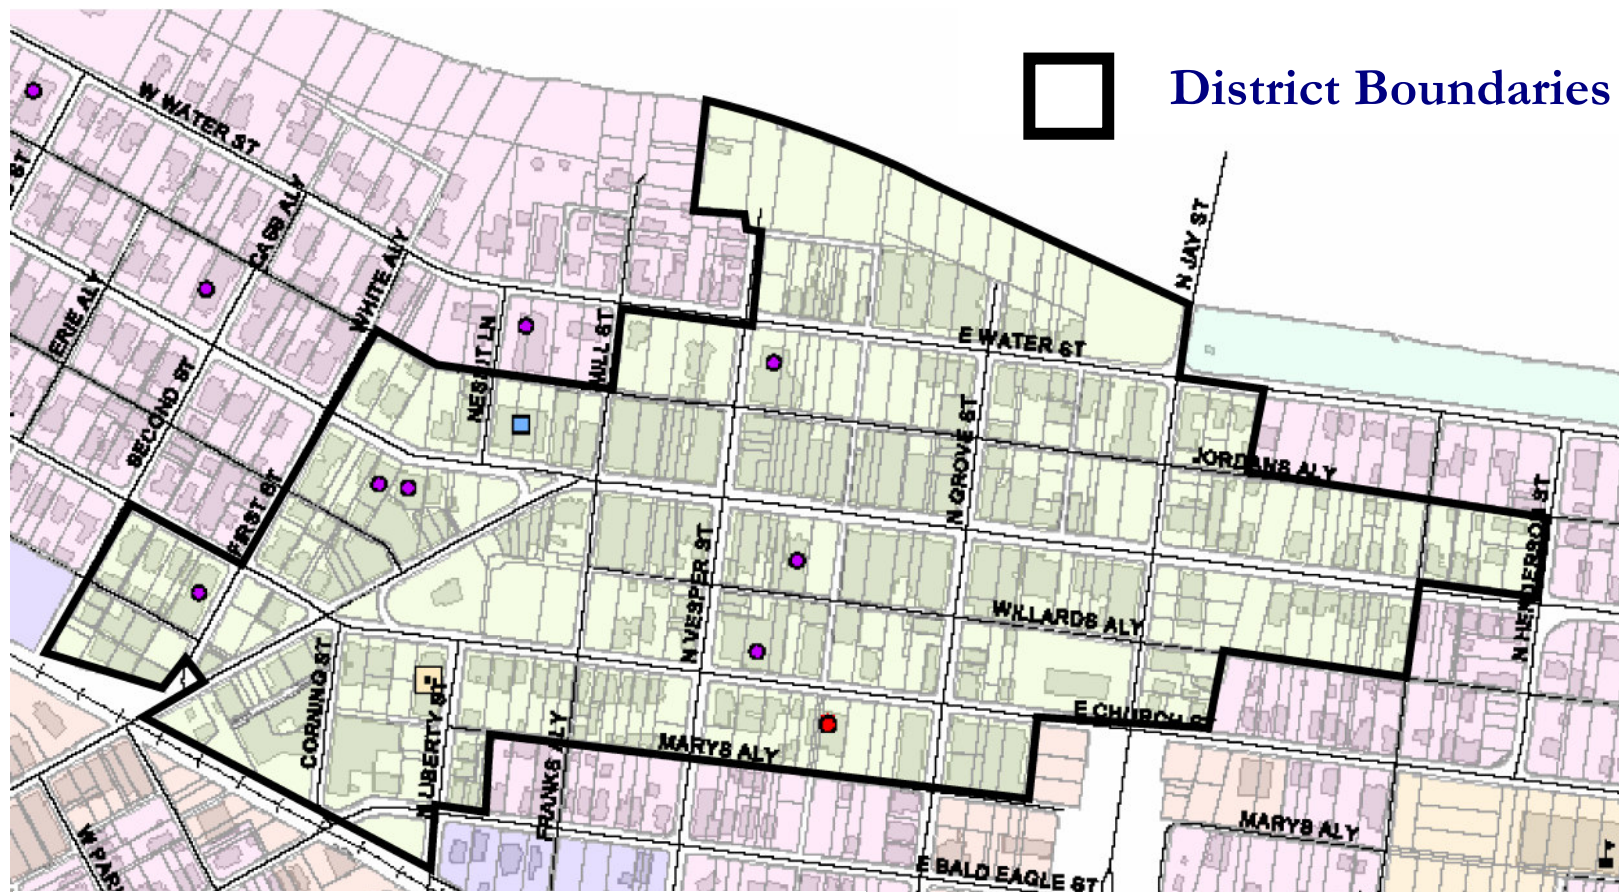 District Boundaries
W WATER ST
ST
CASS ALY
WHITE ALY
ERIE ALY
SECOND ST
FIRST ST
NESBIT LN
MILL ST
N JAY ST
E WATER ST
N GROVE ST
JORDANS ALY
N HENDERSON ST
N VESPER ST
WILLARDS ALY
CORNING ST
N LIBERTY ST
E CHURCH
MARYS ALY
FRANKS ALY
MARYS ALY
W PAR
E BALD EAGLE ST